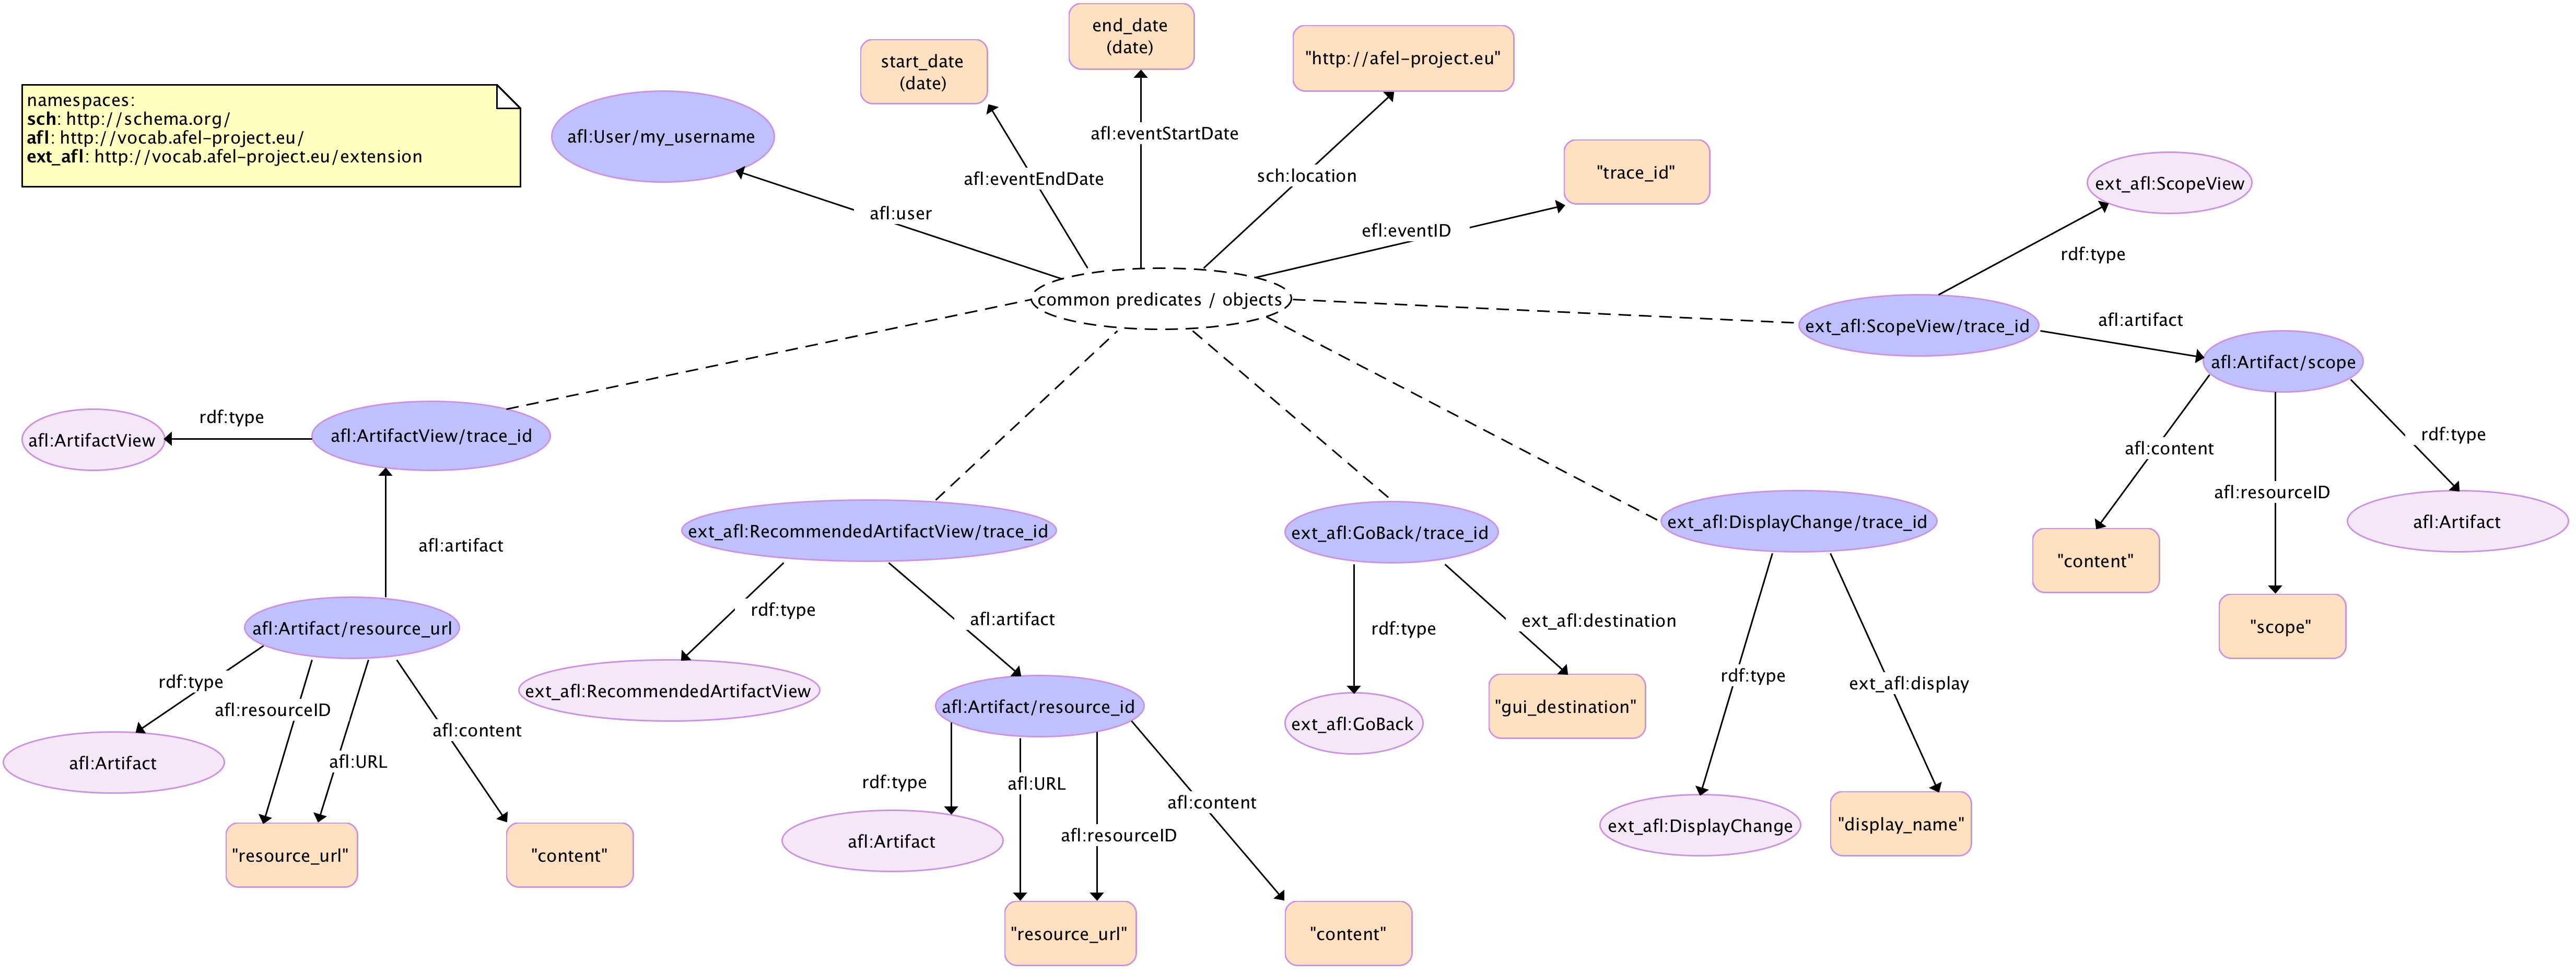 namespaces:
sch: http://schema.org/
afl: http://vocab.afel-project.eu/
ext_afl: http://vocab.afel-project.eu/extension
end_date
(date)
start_date
(date)
"http://afel-project.eu"
afl:User/my_username
afl:eventStartDate
"trace_id"
afl:eventEndDate
sch:location
ext_afl:ScopeView
afl:user
efl:eventID
rdf:type
common predicates / objects
ext_afl:ScopeView/trace_id
afl:artifact
afl:Artifact/scope
rdf:type
afl:ArtifactView
afl:ArtifactView/trace_id
afl:content
rdf:type
afl:resourceID
ext_afl:RecommendedArtifactView/trace_id
ext_afl:GoBack/trace_id
ext_afl:DisplayChange/trace_id
afl:Artifact
afl:artifact
"content"
afl:Artifact/resource_url
rdf:type
afl:artifact
rdf:type
ext_afl:destination
"scope"
rdf:type
afl:resourceID
ext_afl:RecommendedArtifactView
afl:Artifact/resource_id
"gui_destination"
rdf:type
ext_afl:display
afl:content
ext_afl:GoBack
afl:Artifact
afl:URL
rdf:type
afl:URL
afl:content
afl:resourceID
ext_afl:DisplayChange
"display_name"
"resource_url"
"content"
afl:Artifact
"resource_url"
"content"